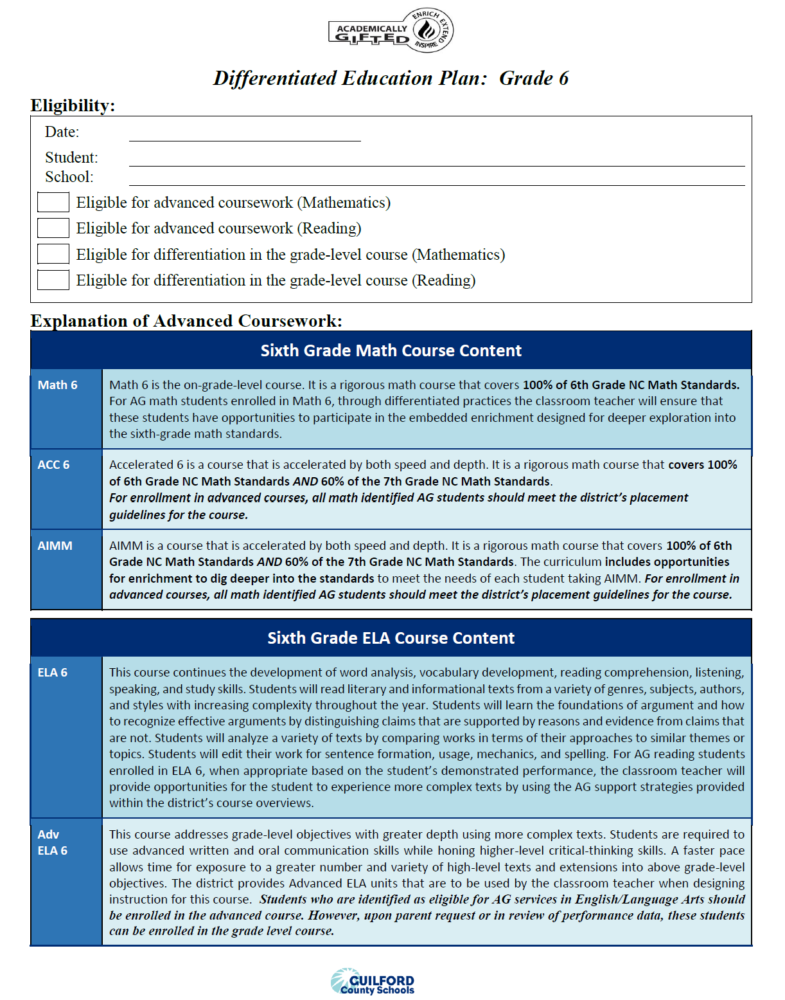 ACADEMICALLY
GIFTED
ENRICH EXTEND INSPIRE
Differentiated Education Plan:  Grade 6
Eligibility:
Date:
Student:
School:
Eligible for advanced coursework (Mathematics)
Eligible for advanced coursework (Reading)
Eligible for differentiation in the grade-level course (Mathematics)
Eligible for differentiation in the grade-level course (Reading)
Explanation of Advanced Coursework:
Sixth Grade Math Course Content
Math 6
Math 6 is the on-grade-level course. It is a rigorous math course that covers 100% of 6th Grade NC Math Standards.
For AG math students enrolled in Math 6, through differentiated practices the classroom teacher will ensure that
these students have opportunities to participate in the embedded enrichment designed for deeper exploration into
the sixth-grade math standards.
ACC 6
Accelerated 6 is a course that is accelerated by both speed and depth. It is a rigorous math course that covers 100%
of 6th Grade NC Math Standards AND 60% of the 7th Grade NC Math Standards.
For enrollment in advanced courses, all math identified AG students should meet the district's placement
guidelines for the course.
AIMM
AIMM is a course that is accelerated by both speed and depth. It is a rigorous math course that covers 100% of 6th
Grade NC Math Standards AND 60% of the 7th Grade NC Math Standards. The curriculum includes opportunities
for enrichment to dig deeper into the standards to meet the needs of each student taking AIMM. For enrollment in
advanced courses, all math identified AG students should meet the district's placement guidelines for the course.
Sixth Grade ELA Course Content
ELA 6
This course continues the development of word analysis, vocabulary development, reading comprehension, listening,
speaking, and study skills. Students will read literary and informational texts from a variety of genres, subjects, authors,
and styles with increasing complexity throughout the year. Students will learn the foundations of argument and how
to recognize effective arguments by distinguishing claims that are supported by reasons and evidence from claims that
are not. Students will analyze a variety of texts by comparing works in terms of their approaches to similar themes or
topics. Students will edit their work for sentence formation, usage, mechanics, and spelling. For AG reading students
enrolled in ELA 6, when appropriate based on the student's demonstrated performance, the classroom teacher will
provide opportunities for the student to experience more complex texts by using the AG support strategies provided
within the district's course overviews.
Adv
ELA 6
This course addresses grade-level objectives with greater depth using more complex texts. Students are required to
use advanced written and oral communication skills while honing higher-level critical-thinking skills. A faster pace
allows time for exposure to a greater number and variety of high-level texts and extensions into above grade-level
objectives. The district provides Advanced ELA units that are to be used by the classroom teacher when designing
instruction for this course.  Students who are identified as eligible for AG services in English/Language Arts should
be enrolled in the advanced course. However, upon parent request or in review of performance data, these students
can be enrolled in the grade level course.
GUILFORD
County Schools